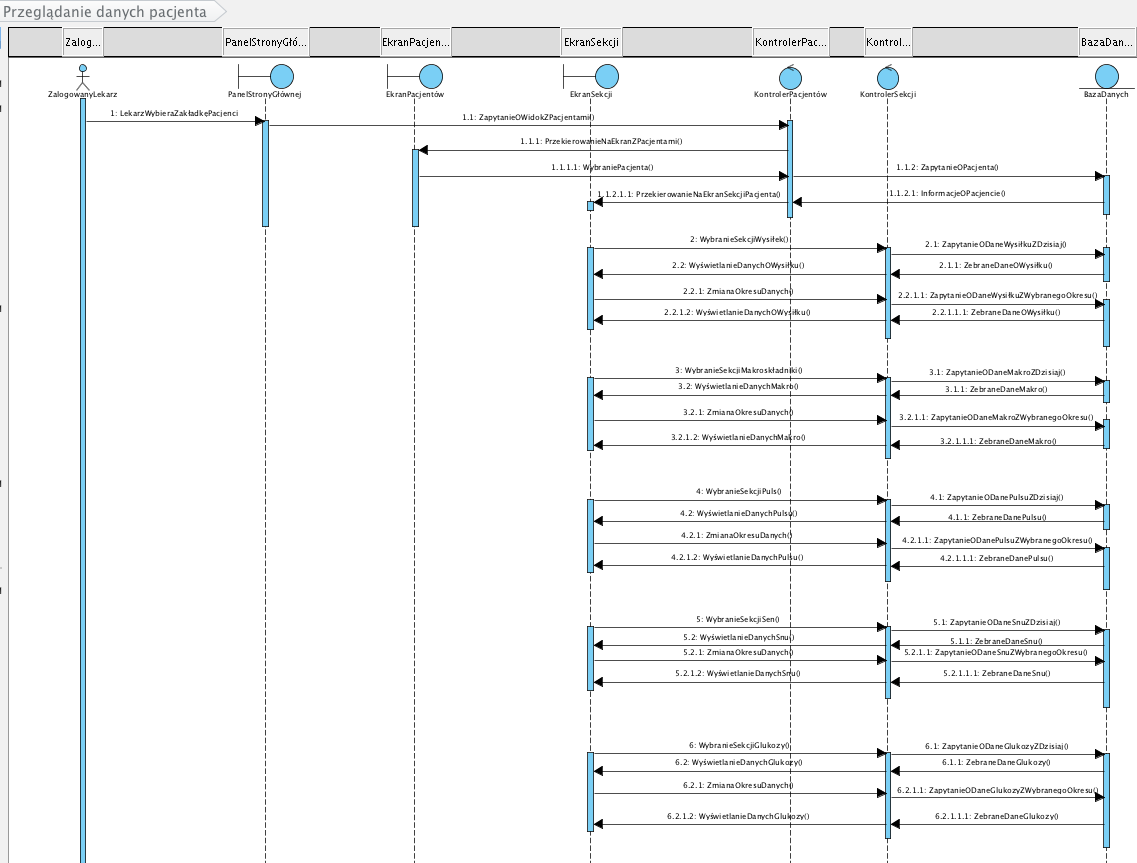 Przeglądanie danych pacjenta
Zalog...
PanelStronyGłó...
EkranPacjen...
EkranSekcji
KontrolerPac...
Kontrol...
BazaDan...
ZalogowanyLekarz
PanelStronyGłównej
EkranPacjentów
EkranSekcji
KontrolerPacjentów
KontrolerSekcji
BazaDanych
1: LekarzWybieraZakładkęPacjenci
1.1: ZapytanieOWidokZPacjentami()
1.1.1: PrzekierowanieNaEkranZPacjentami()
1.1.1.1: WybraniePacjenta()
1.1.2: ZapytanieOPacjenta()
1.1.2.1.1: PrzekierowanieNaEkranSekcjiPacjenta()
1.1.2.1: InformacjeOPacjencie()
2: WybranieSekcjiWysiłek()
2.1: ZapytanieODaneWysiłkuZDzisiaj()
2.2: WyświetlanieDanychOWysiłku()
2.1.1: ZebraneDaneOWysiłku()
2.2.1: ZmianaOkresuDanych()
2.2.1.1: ZapytanieODaneWysiłkuZWybranegoOkresu()
2.2.1.2: WyświetlanieDanychOWysiłku()
2.2.1.1.1: ZebraneDaneOWysiłku()
3: WybranieSekcjiMakroskładniki()
3.1: ZapytanieODaneMakroZDzisiaj()
3.2: WyświetlanieDanychMakro()
3.1.1: ZebraneDaneMakro()
3.2.1: ZmianaOkresuDanych()
3.2.1.1: ZapytanieODaneMakroZWybranegoOkresu()
3.2.1.2: WyświetlanieDanychMakro()
3.2.1.1.1: ZebraneDaneMakro()
4: WybranieSekcjiPuls()
4.1: ZapytanieODanePulsuZDzisiaj()
4.2: WyświetlanieDanychPulsu()
4.1.1: ZebraneDanePulsu()
4.2.1: ZmianaOkresuDanych()
4.2.1.1: ZapytanieODanePulsuZWybranegoOkresu()
4.2.1.2: WyświetlanieDanychPulsu()
4.2.1.1.1: ZebraneDanePulsu()
5: WybranieSekcjiSen()
5.1: ZapytanieODaneSnuZDzisiaj()
5.2: WyświetlanieDanychSnu()
5.1.1: ZebraneDaneSnu()
5.2.1: ZmianaOkresuDanych()
5.2.1.1: ZapytanieODaneSnuZWybranegoOkresu()
5.2.1.2: WyświetlanieDanychSnu()
5.2.1.1.1: ZebraneDaneSnu()
6: WybranieSekcjiGlukozy()
6.1: ZapytanieODaneGlukozyZDzisiaj()
6.2: WyświetlanieDanychGlukozy()
6.1.1: ZebraneDaneGlukozy()
6.2.1: ZmianaOkresuDanych()
6.2.1.1: ZapytanieODaneGlukozyZWybranegoOkresu()
6.2.1.2: WyświetlanieDanychGlukozy()
6.2.1.1.1: ZebraneDaneGlukozy()